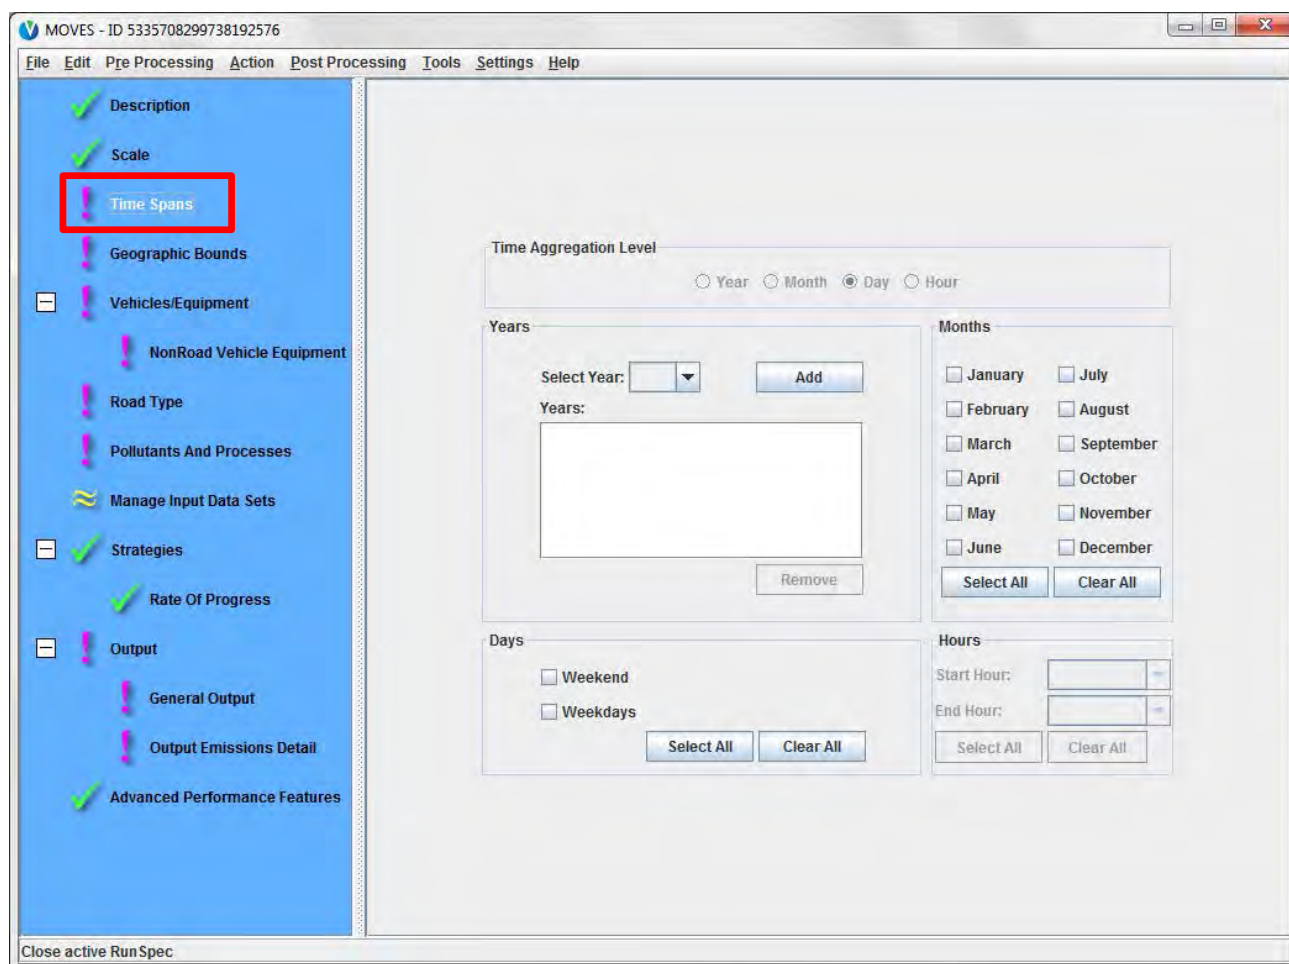 MOVES - ID 5335708299738192576
File Edit Pre Processing Action Post Processing Tools Settings Help
Description
Scale
Time Spans
Geographic Bounds
Vehicles/Equipment
NonRoad Vehicle Equipment
Road Type
Pollutants And Processes
Manage Input Data Sets
Strategies
Rate Of Progress
Output
General Output
Output Emissions Detail
Advanced Performance Features
Time Aggregation Level
Year Month Day Hour
Years
Select Year: Add
Years:
Remove
Months
January July
February August
March September
April October
May November
June December
Select All Clear All
Days
Weekend
Weekdays
Select All Clear All
Hours
Start Hour:
End Hour:
Select All Clear All
Close active RunSpec